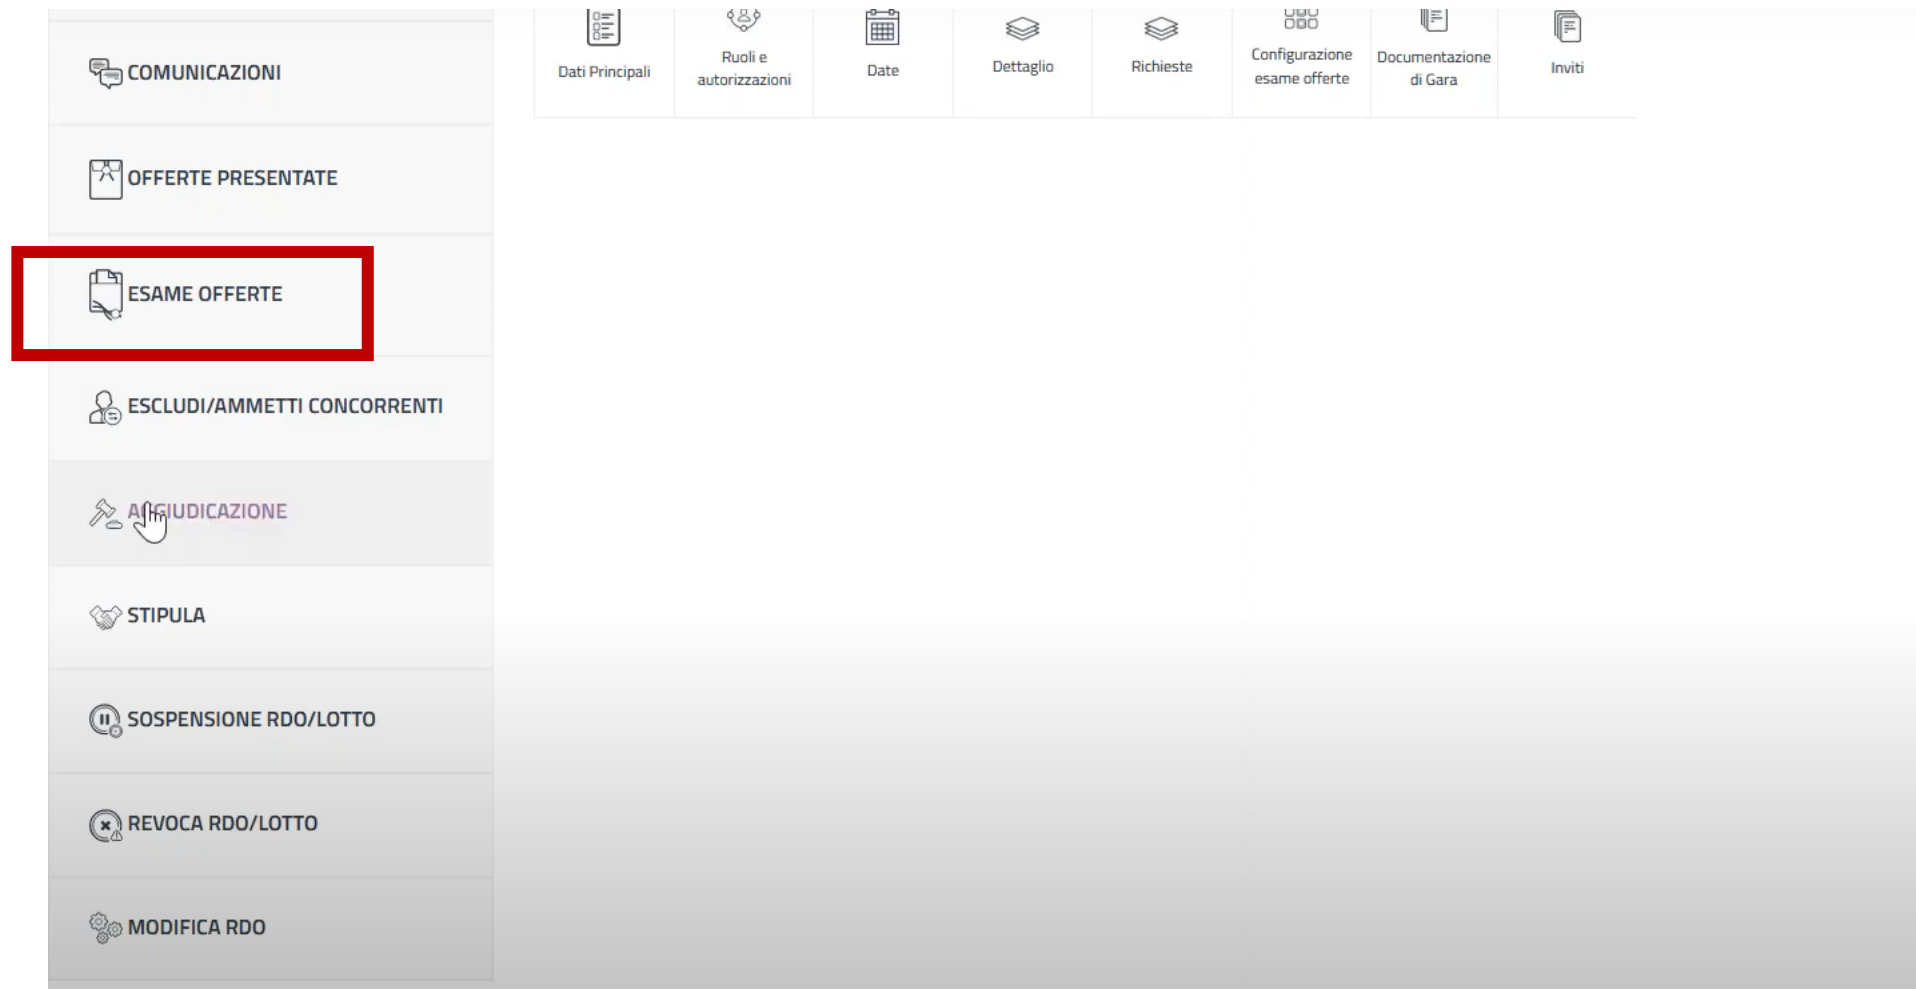 COMUNICAZIONI
OFFERTE PRESENTATE
ESAME OFFERTE
ESCLUDI/AMMETTI CONCORRENTI
AGGIUDICAZIONE
STIPULA
SOSPENSIONE RDO/LOTTO
REVOCA RDO/LOTTO
MODIFICA RDO
Dati Principali
Ruoli e
autorizzazioni
Date
Dettaglio
Richieste
Configurazione
esame offerte
Documentazione
di Gara
Inviti